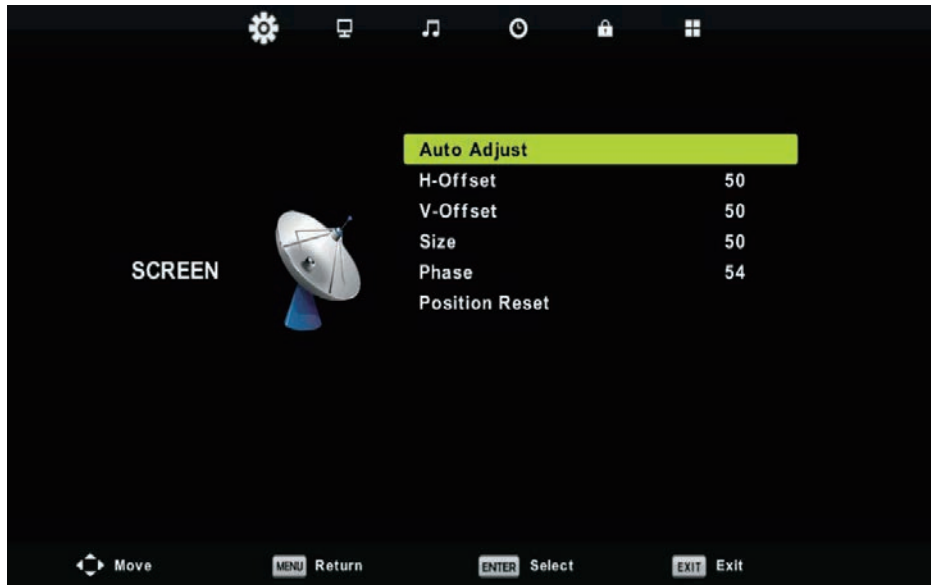 Auto Adjust
H-Offset 50
V-Offset 50
Size 50
SCREEN
Phase 54
Position Reset
Move MENU Return ENTER Select EXIT Exit